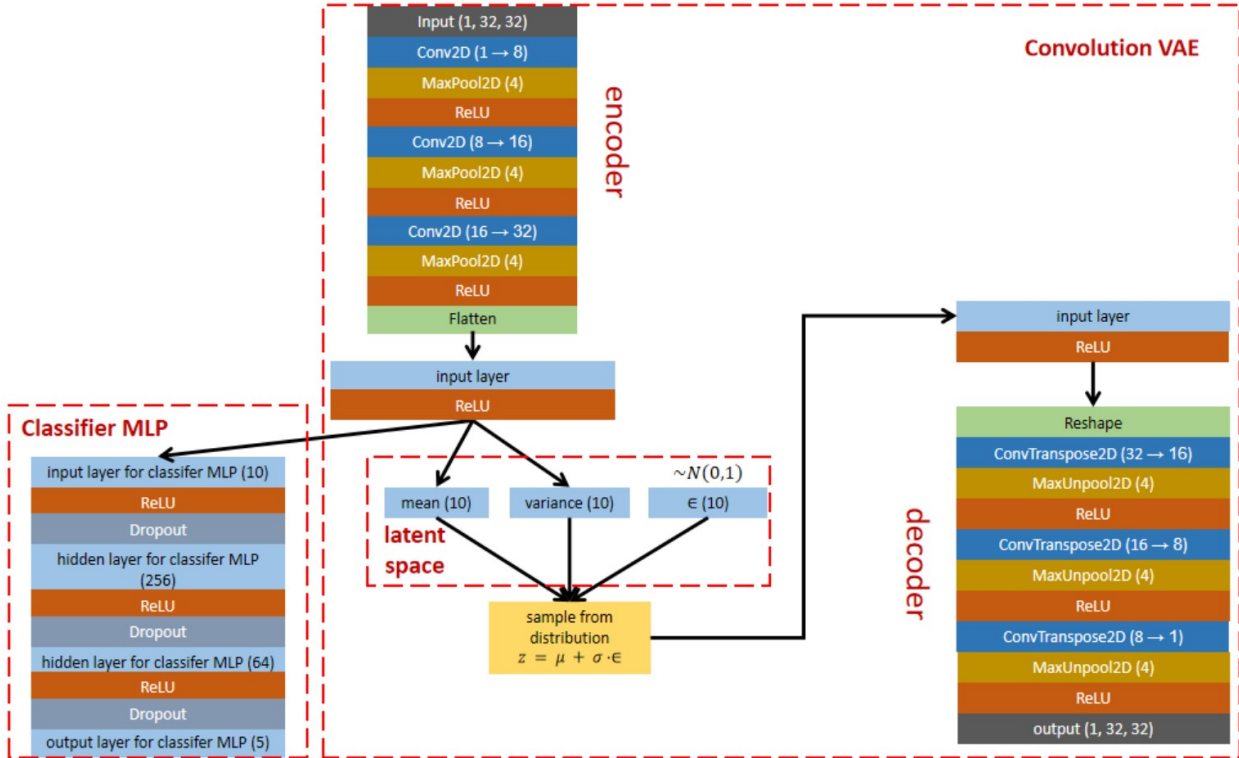 Convolution VAE
encoder
Input (1, 32, 32)
Conv2D (1 → 8)
MaxPool2D (4)
ReLU
Conv2D (8 → 16)
MaxPool2D (4)
ReLU
Conv2D (16 → 32)
MaxPool2D (4)
ReLU
Flatten
input layer
ReLU
Classifier MLP
input layer for classifer MLP (10)
ReLU
Dropout
hidden layer for classifer MLP
(256)
ReLU
Dropout
hidden layer for classifer MLP (64)
ReLU
Dropout
output layer for classifer MLP (5)
~N(0,1)
mean (10)
variance (10)
∈ (10)
latent
space
sample from
distribution
z = μ + σ·∈
input layer
ReLU
decoder
Reshape
ConvTranspose2D (32 → 16)
MaxUnpool2D (4)
ReLU
ConvTranspose2D (16 → 8)
MaxUnpool2D (4)
ReLU
ConvTranspose2D (8 → 1)
MaxUnpool2D (4)
ReLU
output (1, 32, 32)